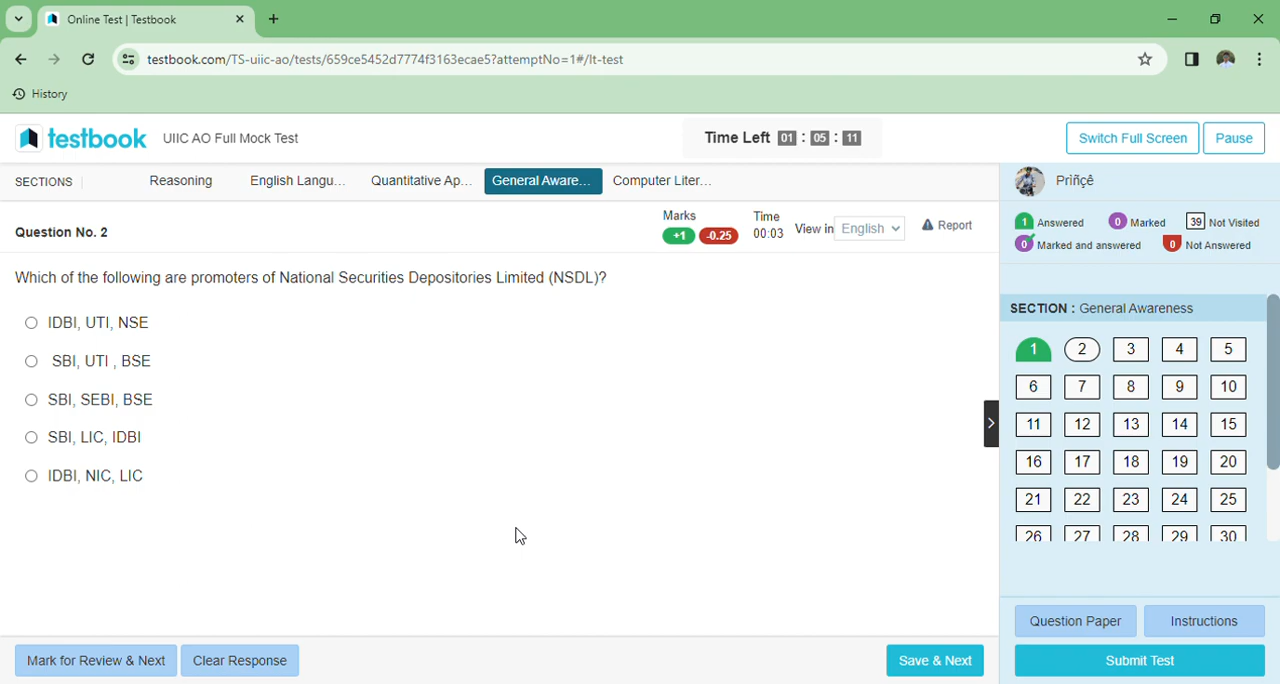 Online Test | Testbook
testbook.com/TS-uiic-ao/tests/659ce5452d7774f3163ecae5?attemptNo=1#/lt-test
History
testbook UIIC AO Full Mock Test Time Left 01 : 05 : 11 Switch Full Screen Pause
SECTIONS Reasoning English Langu... Quantitative Ap... General Aware... Computer Liter... Prïñçê
Question No. 2 Marks +1 -0.25 Time 00:03 View in English Report
1 Answered 0 Marked 39 Not Visited
0 Marked and answered 0 Not Answered
Which of the following are promoters of National Securities Depositories Limited (NSDL)?
IDBI, UTI, NSE
SBI, UTI , BSE
SBI, SEBI, BSE
SBI, LIC, IDBI
IDBI, NIC, LIC
SECTION : General Awareness
1 2 3 4 5
6 7 8 9 10
11 12 13 14 15
16 17 18 19 20
21 22 23 24 25
26 27 28 29 30
Question Paper Instructions
Mark for Review & Next Clear Response Save & Next Submit Test